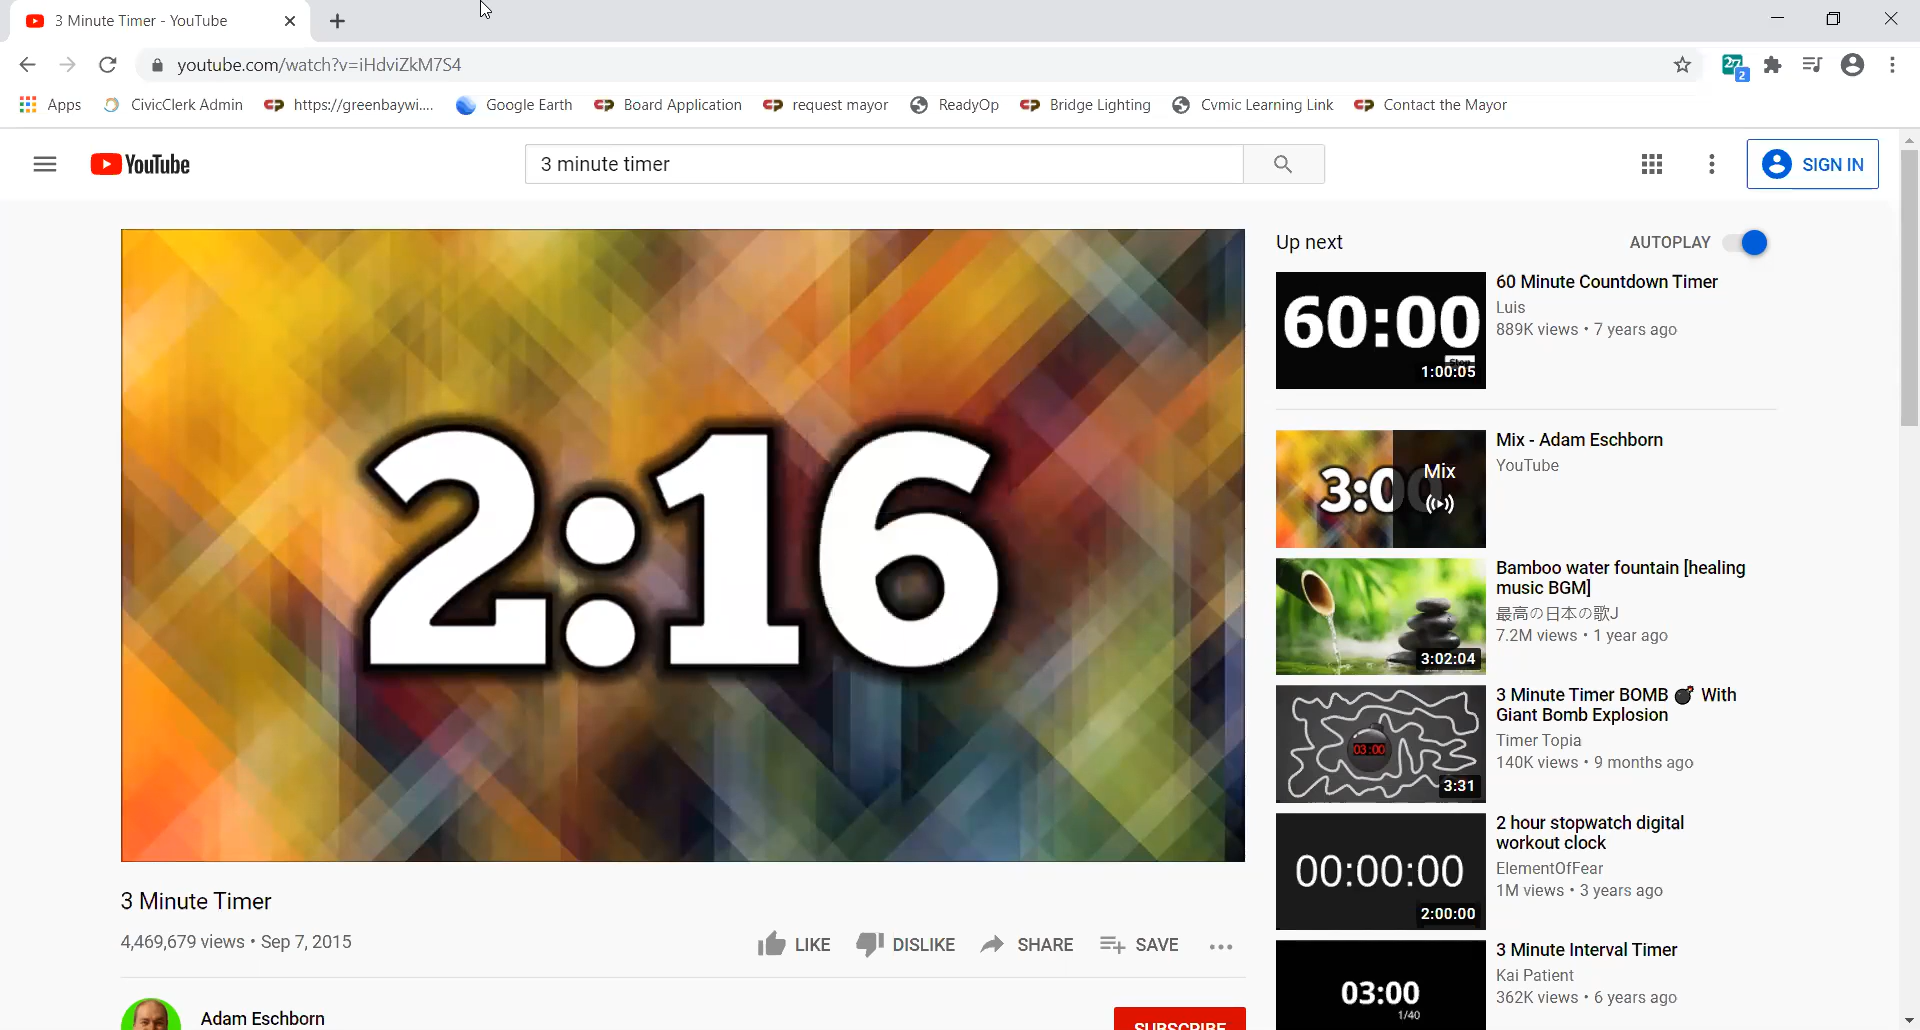 3 Minute Timer - YouTube
youtube.com/watch?v=iHdviZkM7S4
27
2
Apps
CivicClerk Admin
https://greenbaywi....
Google Earth
Board Application
request mayor
ReadyOp
Bridge Lighting
Cvmic Learning Link
Contact the Mayor
YouTube
3 minute timer
SIGN IN
2:16
3 Minute Timer
4,469,679 views • Sep 7, 2015
LIKE
DISLIKE
SHARE
SAVE
Adam Eschborn
SUBSCRIBE
Up next
AUTOPLAY
60:00
Stop
1:00:05
60 Minute Countdown Timer
Luis
889K views • 7 years ago
3:00
Mix
Mix - Adam Eschborn
YouTube
3:02:04
Bamboo water fountain [healing
music BGM]
最高の日本の歌J
7.2M views • 1 year ago
03:00
3:31
3 Minute Timer BOMB 💣 With
Giant Bomb Explosion
Timer Topia
140K views • 9 months ago
00:00:00
2:00:00
2 hour stopwatch digital
workout clock
ElementOfFear
1M views • 3 years ago
03:00
1/40
3 Minute Interval Timer
Kai Patient
362K views • 6 years ago